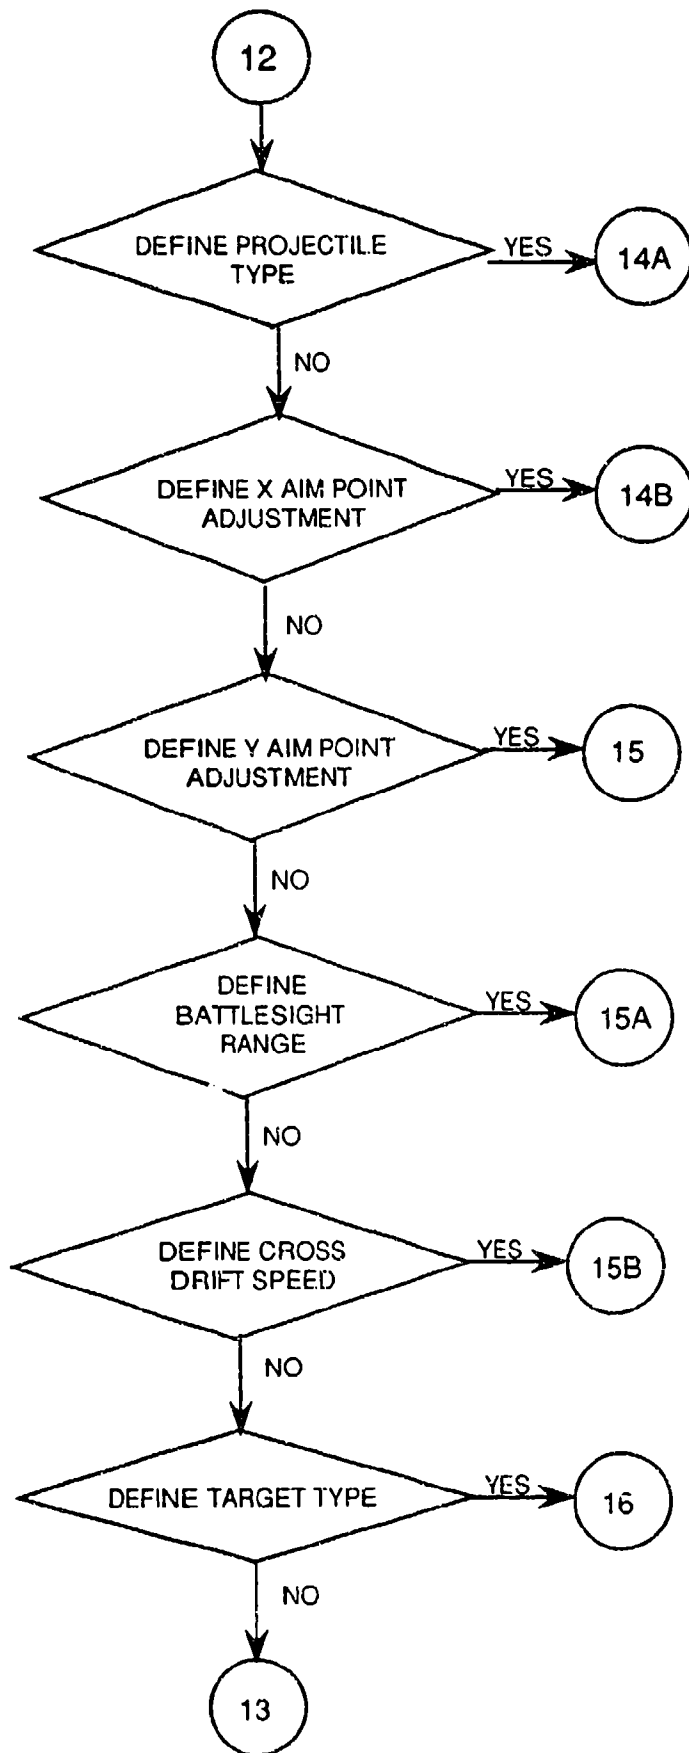 12
DEFINE PROJECTILE
TYPE
YES
14A
NO
DEFINE X AIM POINT
ADJUSTMENT
YES
14B
NO
DEFINE Y AIM POINT
ADJUSTMENT
YES
15
NO
DEFINE
BATTLESIGHT
RANGE
YES
15A
NO
DEFINE CROSS
DRIFT SPEED
YES
15B
NO
DEFINE TARGET TYPE
YES
16
NO
13